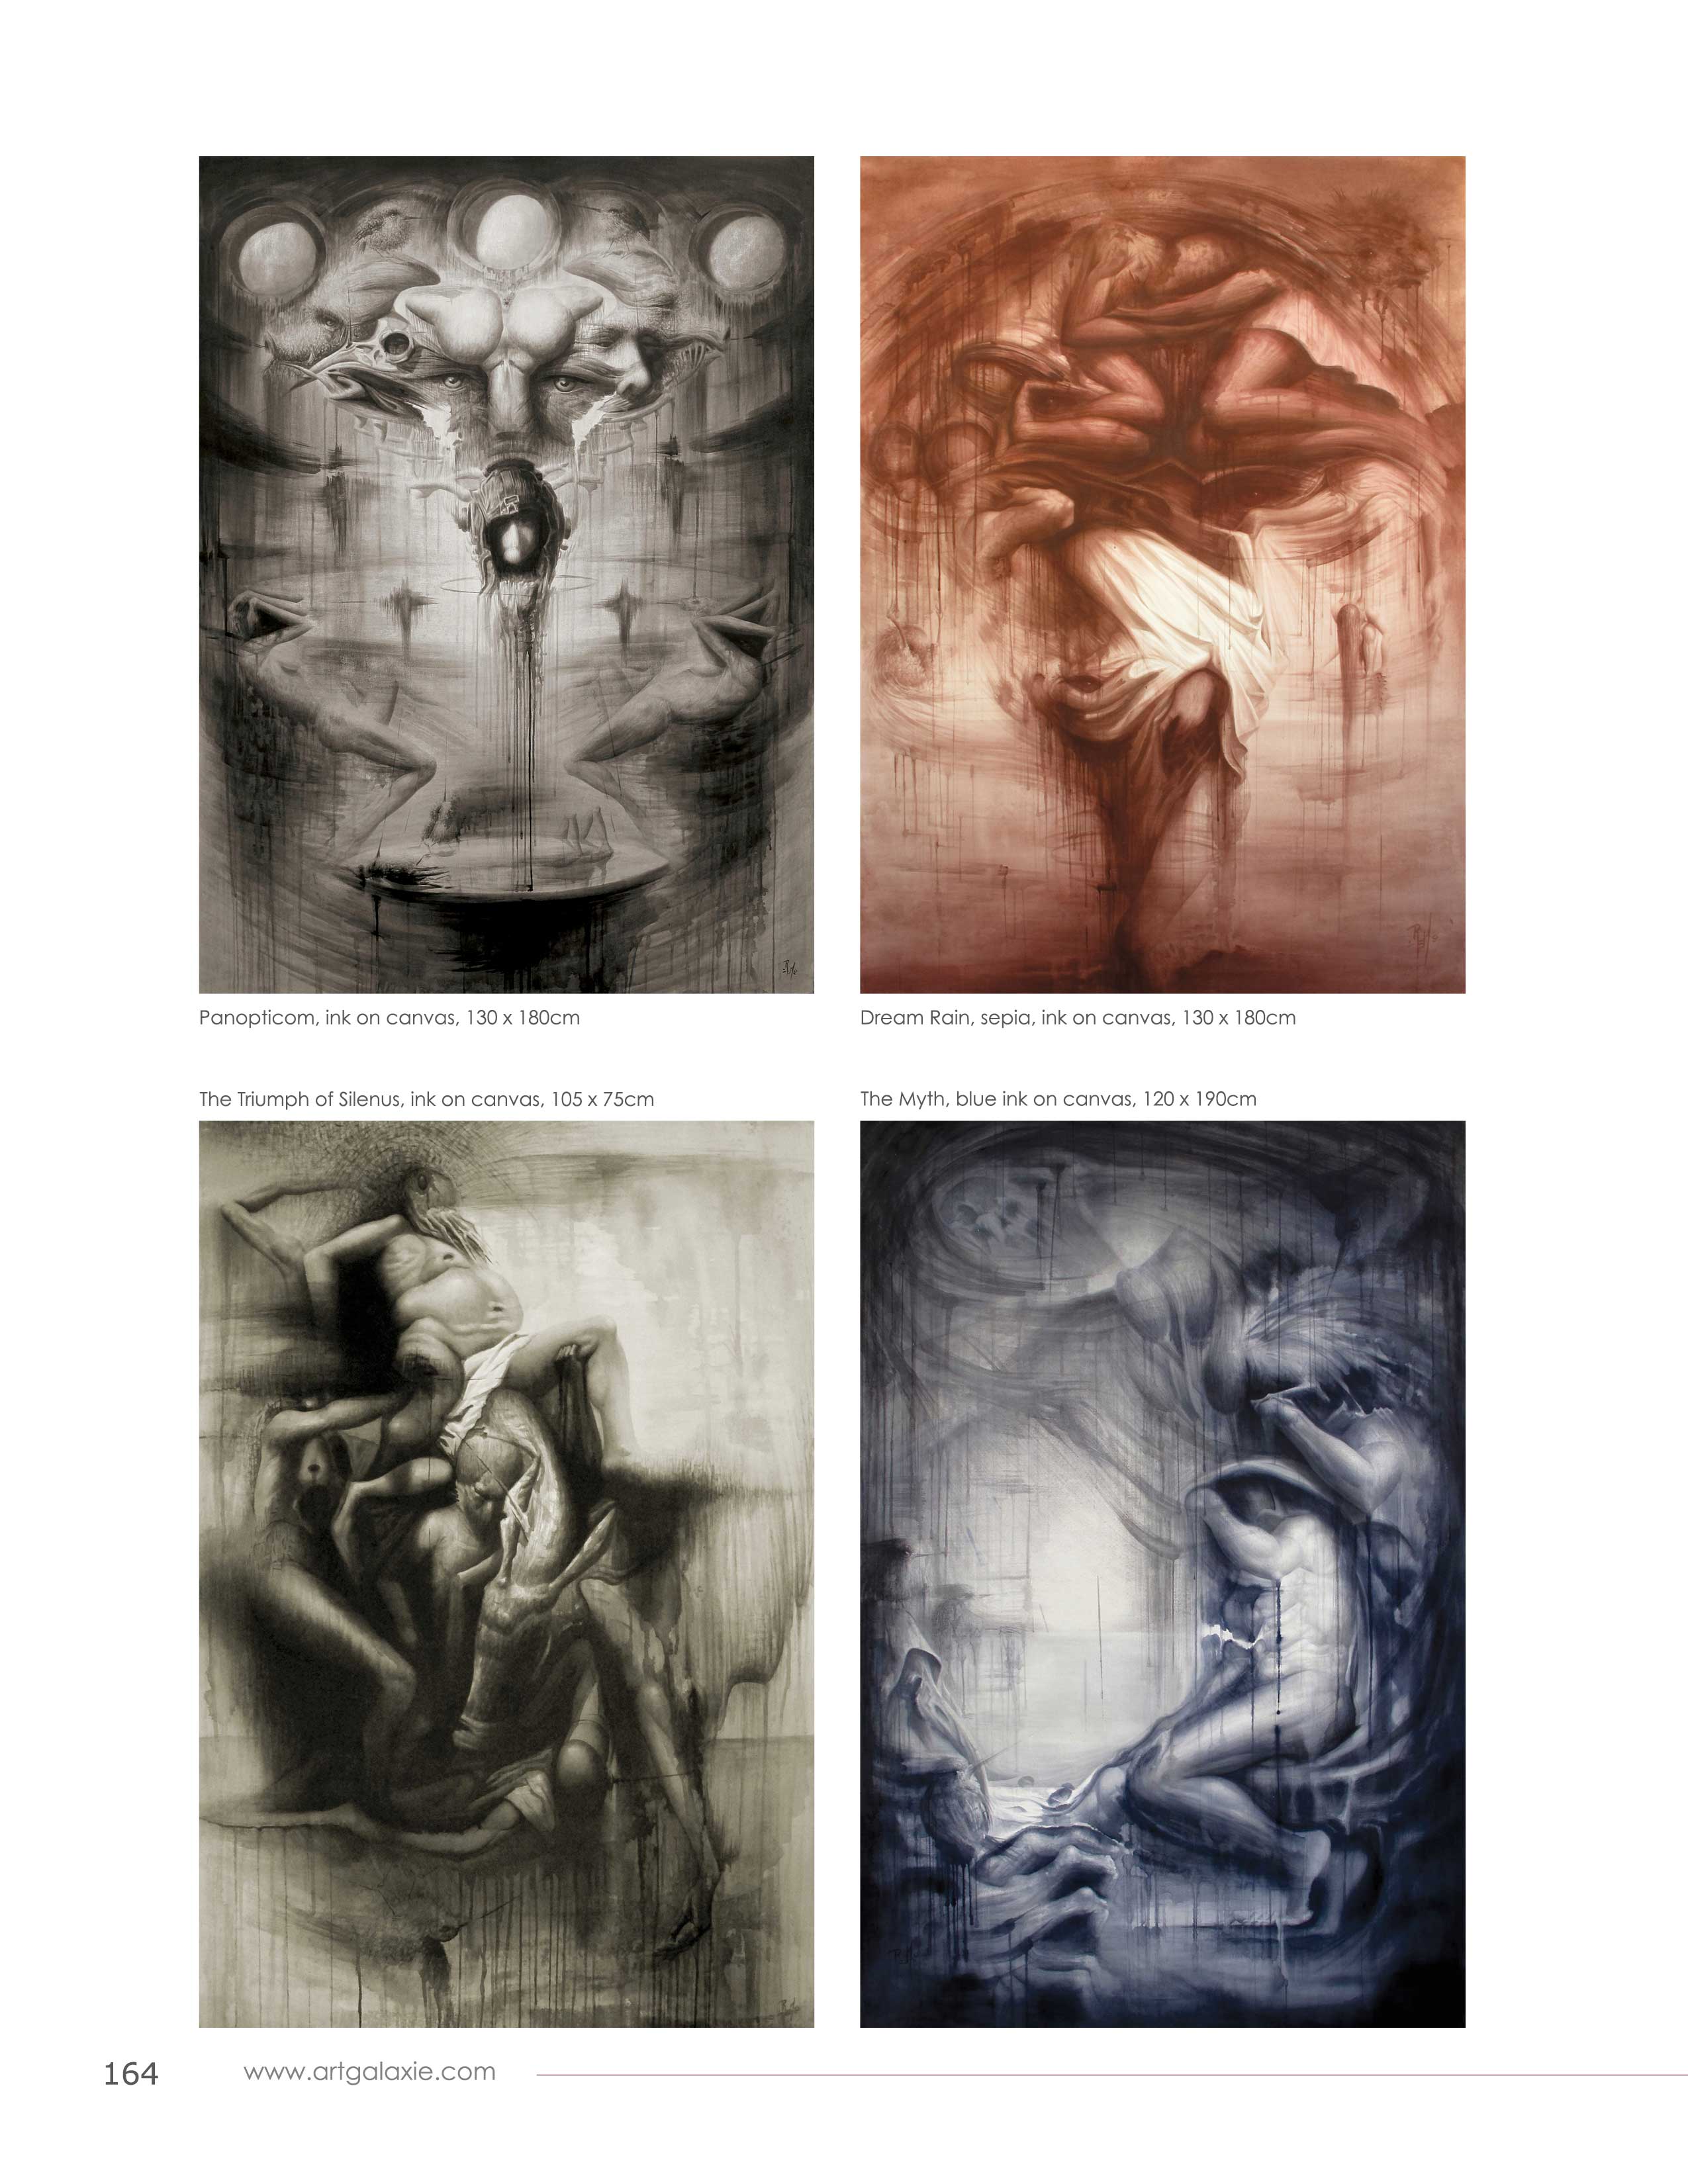 Panopticom, ink on canvas, 130 x 180cm
Dream Rain, sepia, ink on canvas, 130 x 180cm
The Triumph of Silenus, ink on canvas, 105 x 75cm
The Myth, blue ink on canvas, 120 x 190cm
164
www.artgalaxie.com